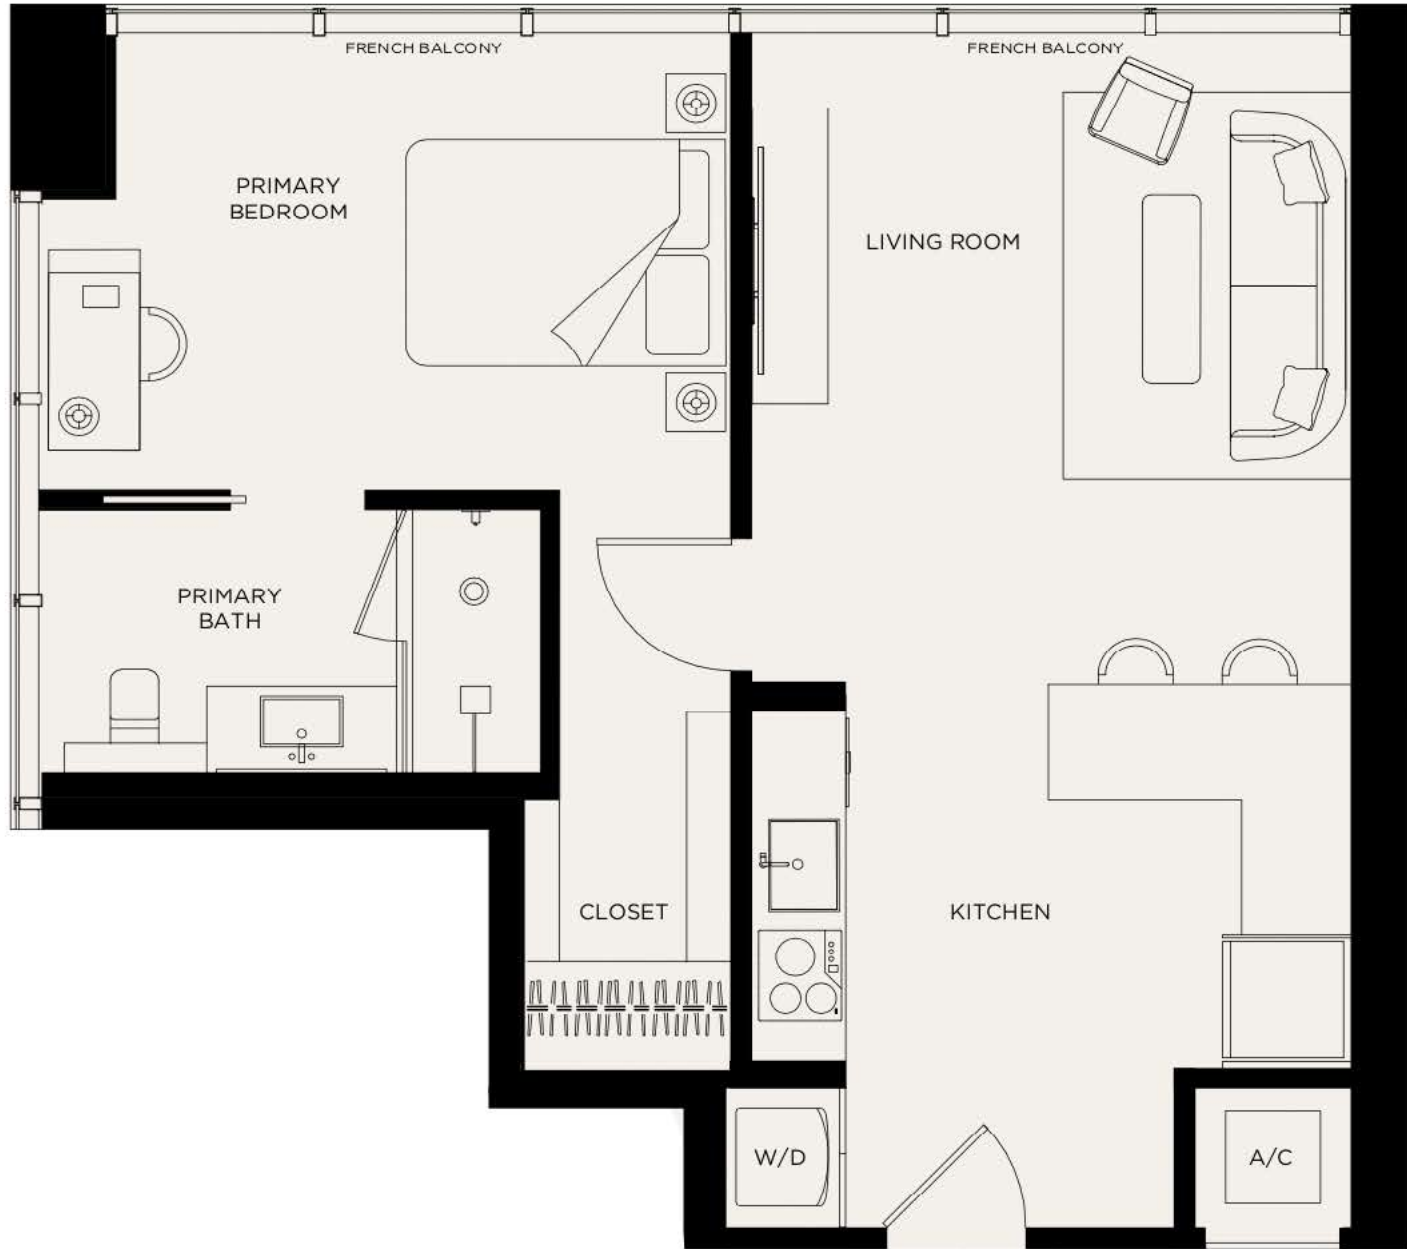 FRENCH BALCONY
FRENCH BALCONY
PRIMARY
BEDROOM
LIVING ROOM
PRIMARY
BATH
CLOSET
KITCHEN
W/D
A/C